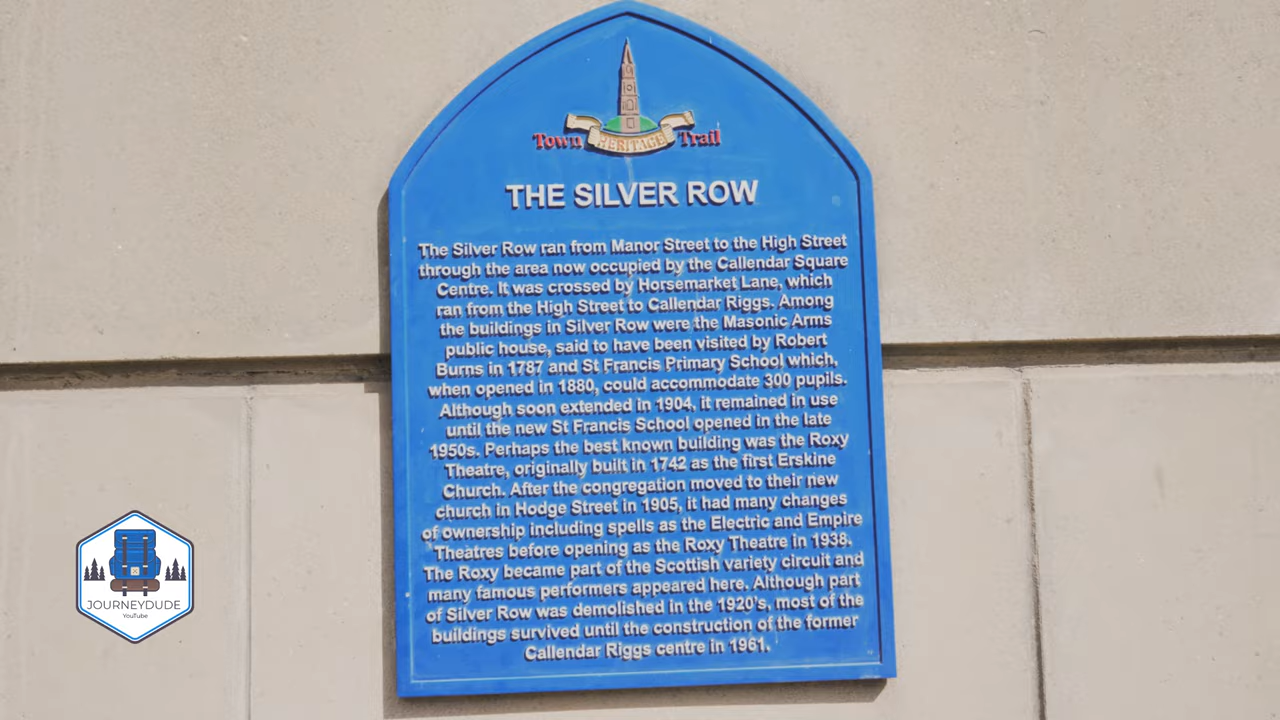 Town HERITAGE Trail
THE SILVER ROW
The Silver Row ran from Manor Street to the High Street
through the area now occupied by the Callendar Square
Centre. It was crossed by Horsemarket Lane, which
ran from the High Street to Callendar Riggs. Among
the buildings in Silver Row were the Masonic Arms
public house, said to have been visited by Robert
Burns in 1787 and St Francis Primary School which,
when opened in 1880, could accommodate 300 pupils.
Although soon extended in 1904, it remained in use
until the new St Francis School opened in the late
1950s. Perhaps the best known building was the Roxy
Theatre, originally built in 1742 as the first Erskine
Church. After the congregation moved to their new
church in Hodge Street in 1905, it had many changes
of ownership including spells as the Electric and Empire
Theatres before opening as the Roxy Theatre in 1938.
The Roxy became part of the Scottish variety circuit and
many famous performers appeared here. Although part
of Silver Row was demolished in the 1920's, most of the
buildings survived until the construction of the former
Callendar Riggs centre in 1961.
JOURNEYDUDE
YouTube